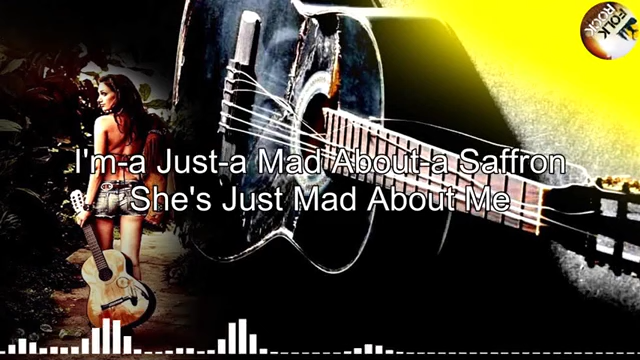 FOLK
ROCK
I'm-a Just-a Mad About-a Saffron
She's Just Mad About Me